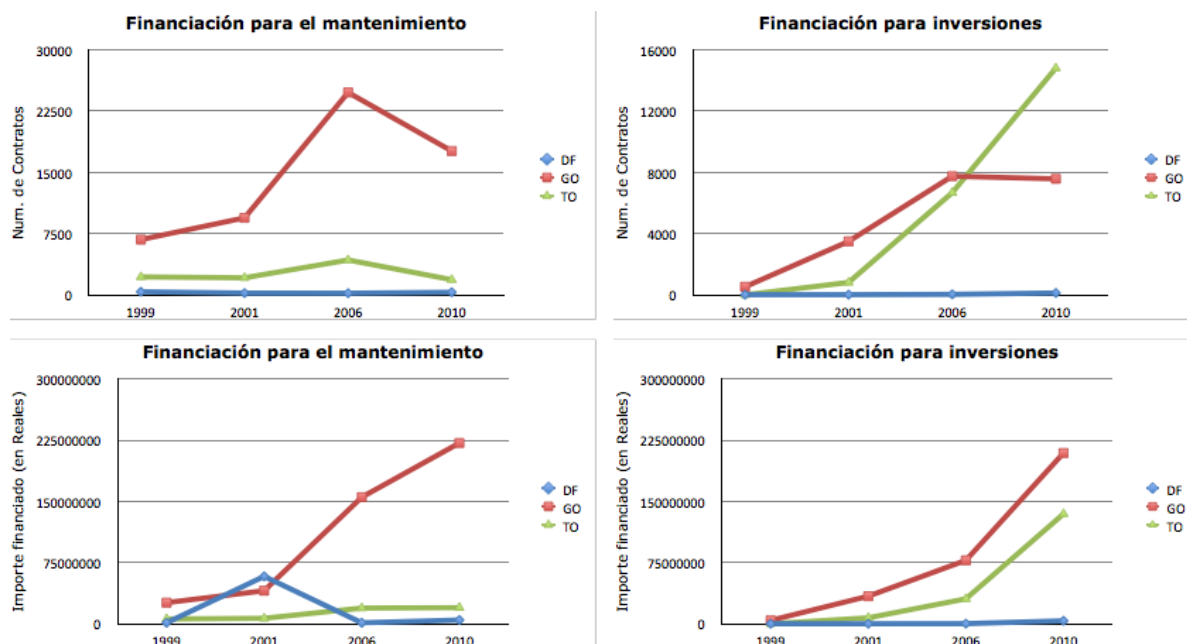 Financiación para el mantenimiento
30000
22500
15000
7500
0
Num. de Contratos
1999 2001 2006 2010
DF
GO
TO
Financiación para inversiones
16000
12000
8000
4000
0
Num. de Contratos
1999 2001 2006 2010
DF
GO
TO
Financiación para el mantenimiento
300000000
225000000
150000000
75000000
0
Importe financiado (en Reales)
1999 2001 2006 2010
DF
GO
TO
Financiación para inversiones
300000000
225000000
150000000
75000000
0
Importe financiado (en Reales)
1999 2001 2006 2010
DF
GO
TO